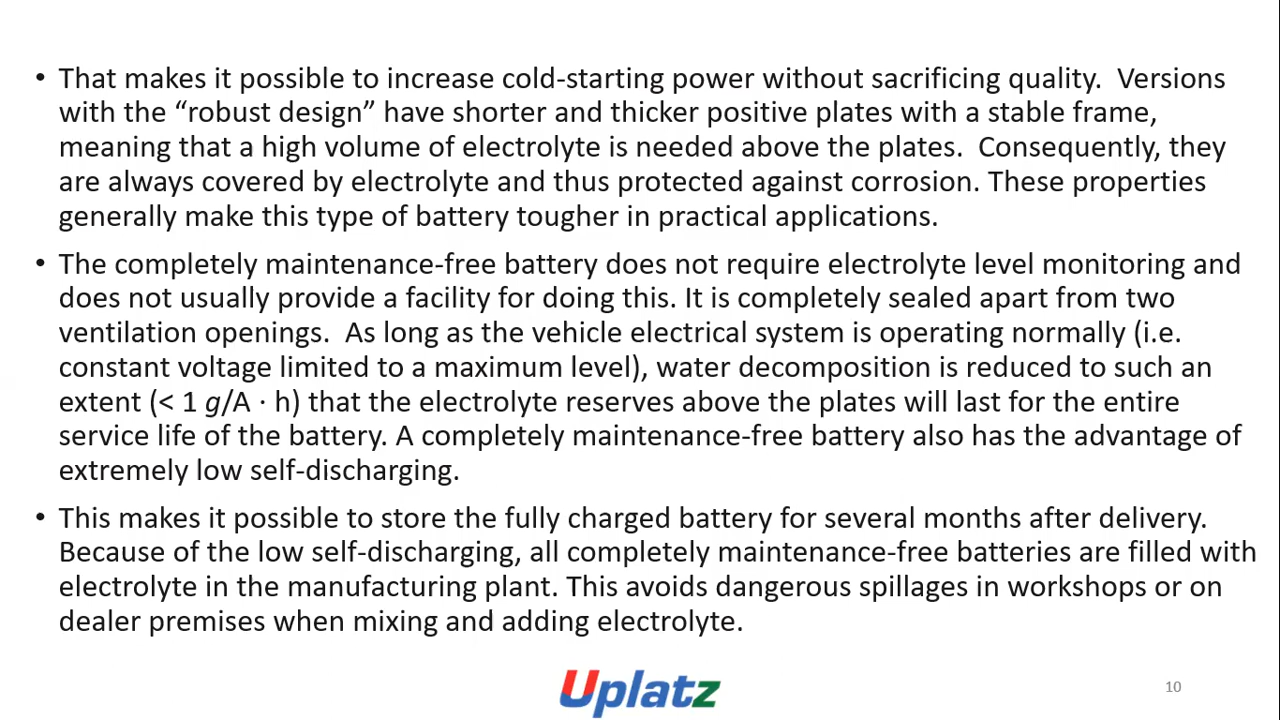 • That makes it possible to increase cold-starting power without sacrificing quality.  Versions
with the “robust design” have shorter and thicker positive plates with a stable frame,
meaning that a high volume of electrolyte is needed above the plates.  Consequently, they
are always covered by electrolyte and thus protected against corrosion. These properties
generally make this type of battery tougher in practical applications.
• The completely maintenance-free battery does not require electrolyte level monitoring and
does not usually provide a facility for doing this. It is completely sealed apart from two
ventilation openings.  As long as the vehicle electrical system is operating normally (i.e.
constant voltage limited to a maximum level), water decomposition is reduced to such an
extent (< 1 g/A · h) that the electrolyte reserves above the plates will last for the entire
service life of the battery. A completely maintenance-free battery also has the advantage of
extremely low self-discharging.
• This makes it possible to store the fully charged battery for several months after delivery.
Because of the low self-discharging, all completely maintenance-free batteries are filled with
electrolyte in the manufacturing plant. This avoids dangerous spillages in workshops or on
dealer premises when mixing and adding electrolyte.
Uplatz
10